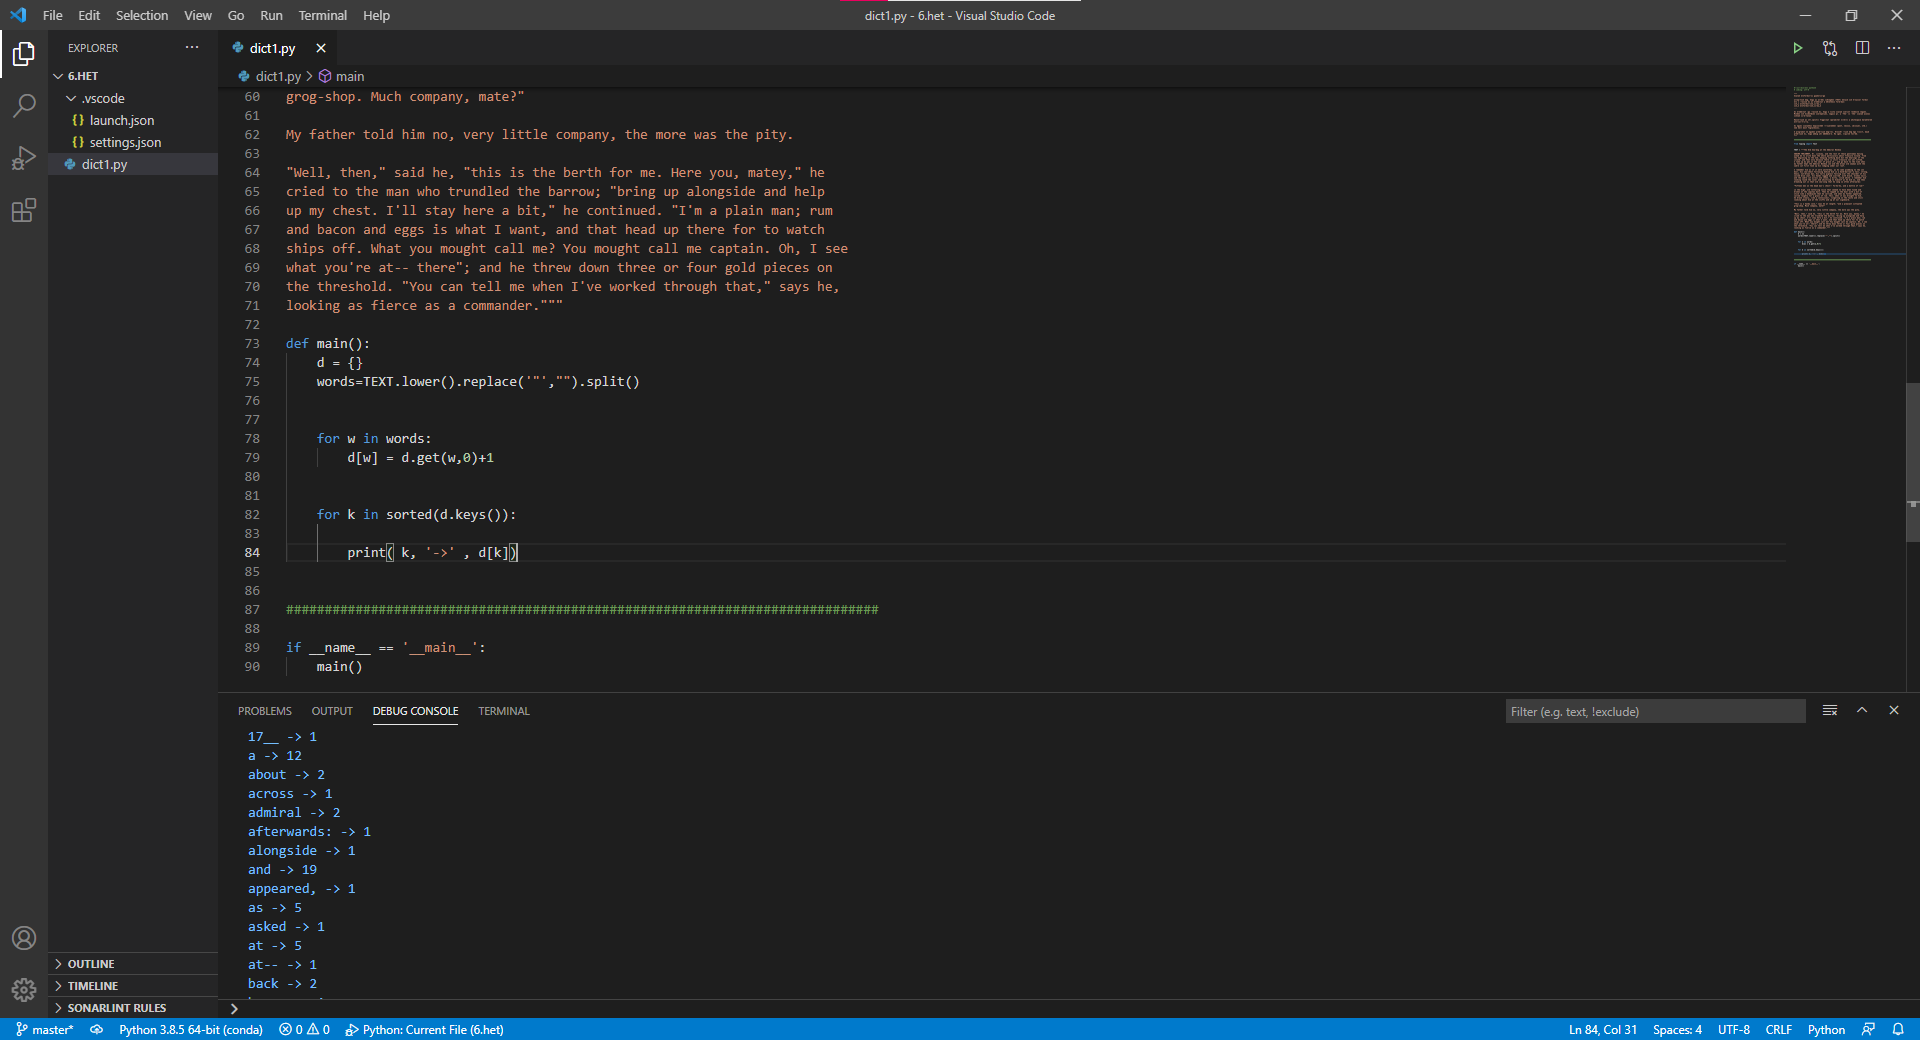 File Edit Selection View Go Run Terminal Help
dict1.py - 6.het - Visual Studio Code
EXPLORER
6.HET
.vscode
{} launch.json
{} settings.json
dict1.py
OUTLINE
TIMELINE
SONARLINT RULES
dict1.py
dict1.py > main
60 grog-shop. Much company, mate?"
61
62 My father told him no, very little company, the more was the pity.
63
64 "Well, then," said he, "this is the berth for me. Here you, matey," he
65 cried to the man who trundled the barrow; "bring up alongside and help
66 up my chest. I'll stay here a bit," he continued. "I'm a plain man; rum
67 and bacon and eggs is what I want, and that head up there for to watch
68 ships off. What you mought call me? You mought call me captain. Oh, I see
69 what you're at-- there"; and he threw down three or four gold pieces on
70 the threshold. "You can tell me when I've worked through that," says he,
71 looking as fierce as a commander."""
72
73 def main():
74     d = {}
75     words=TEXT.lower().replace('"',"").split()
76
77
78     for w in words:
79         d[w] = d.get(w,0)+1
80
81
82     for k in sorted(d.keys()):
83
84         print( k, '->' , d[k])
85
86
87 #############################################################################
88
89 if __name__ == '__main__':
90     main()
PROBLEMS OUTPUT DEBUG CONSOLE TERMINAL
Filter (e.g. text, !exclude)
17__ -> 1
a -> 12
about -> 2
across -> 1
admiral -> 2
afterwards: -> 1
alongside -> 1
and -> 19
appeared, -> 1
as -> 5
asked -> 1
at -> 5
at-- -> 1
back -> 2
master* Python 3.8.5 64-bit (conda) 0 0 Python: Current File (6.het)
Ln 84, Col 31 Spaces: 4 UTF-8 CRLF Python